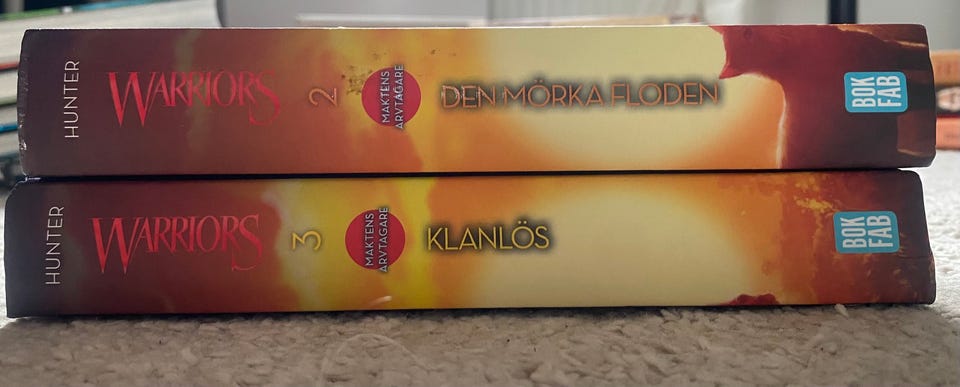 HUNTER
WARRIORS
2
MAKTENS
ARVTAGARE
DEN MÖRKA FLODEN
BOK
FAB
HUNTER
WARRIORS
3
MAKTENS
ARVTAGARE
KLANLÖS
BOK
FAB